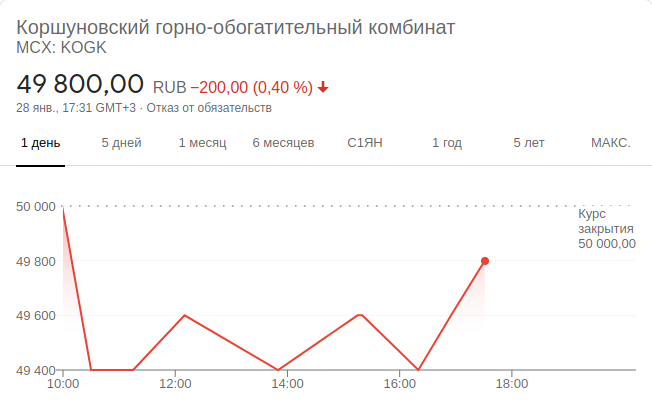 Коршуновский горно-обогатительный комбинат
MCX: KOGK
49 800,00 RUB −200,00 (0,40 %)
28 янв., 17:31 GMT+3 · Отказ от обязательств
1 день 5 дней 1 месяц 6 месяцев С1ЯН 1 год 5 лет МАКС.
50 000
Курс
закрытия
50 000,00
49 800
49 600
49 400
10:00 12:00 14:00 16:00 18:00